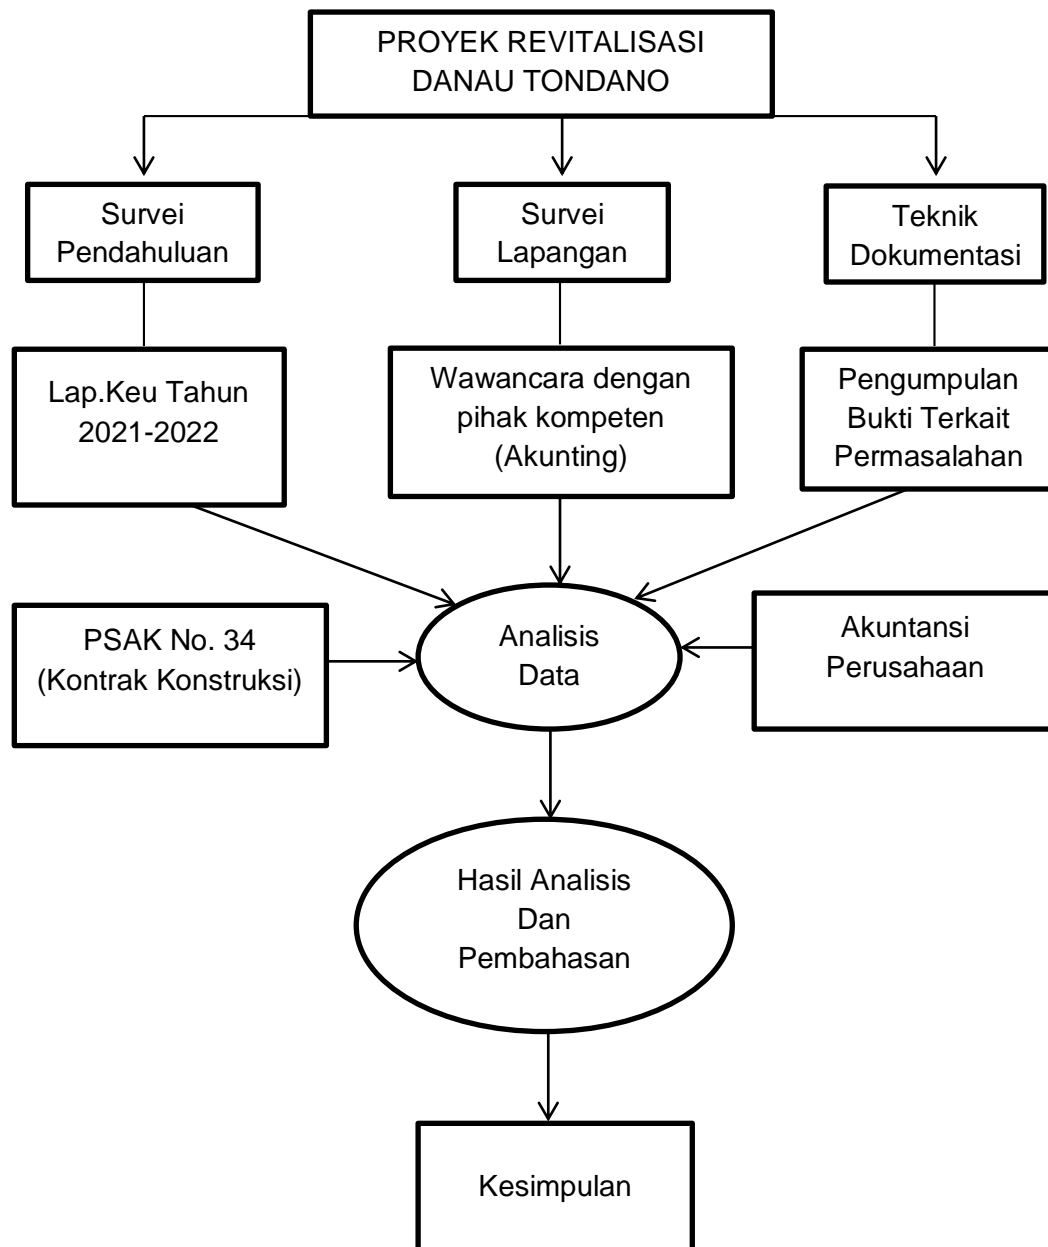 PROYEK REVITALISASI
DANAU TONDANO
Survei
Pendahuluan
Survei
Lapangan
Teknik
Dokumentasi
Lap.Keu Tahun
2021-2022
Wawancara dengan
pihak kompeten
(Akunting)
Pengumpulan
Bukti Terkait
Permasalahan
PSAK No. 34
(Kontrak Konstruksi)
Analisis
Data
Akuntansi
Perusahaan
Hasil Analisis
Dan
Pembahasan
Kesimpulan